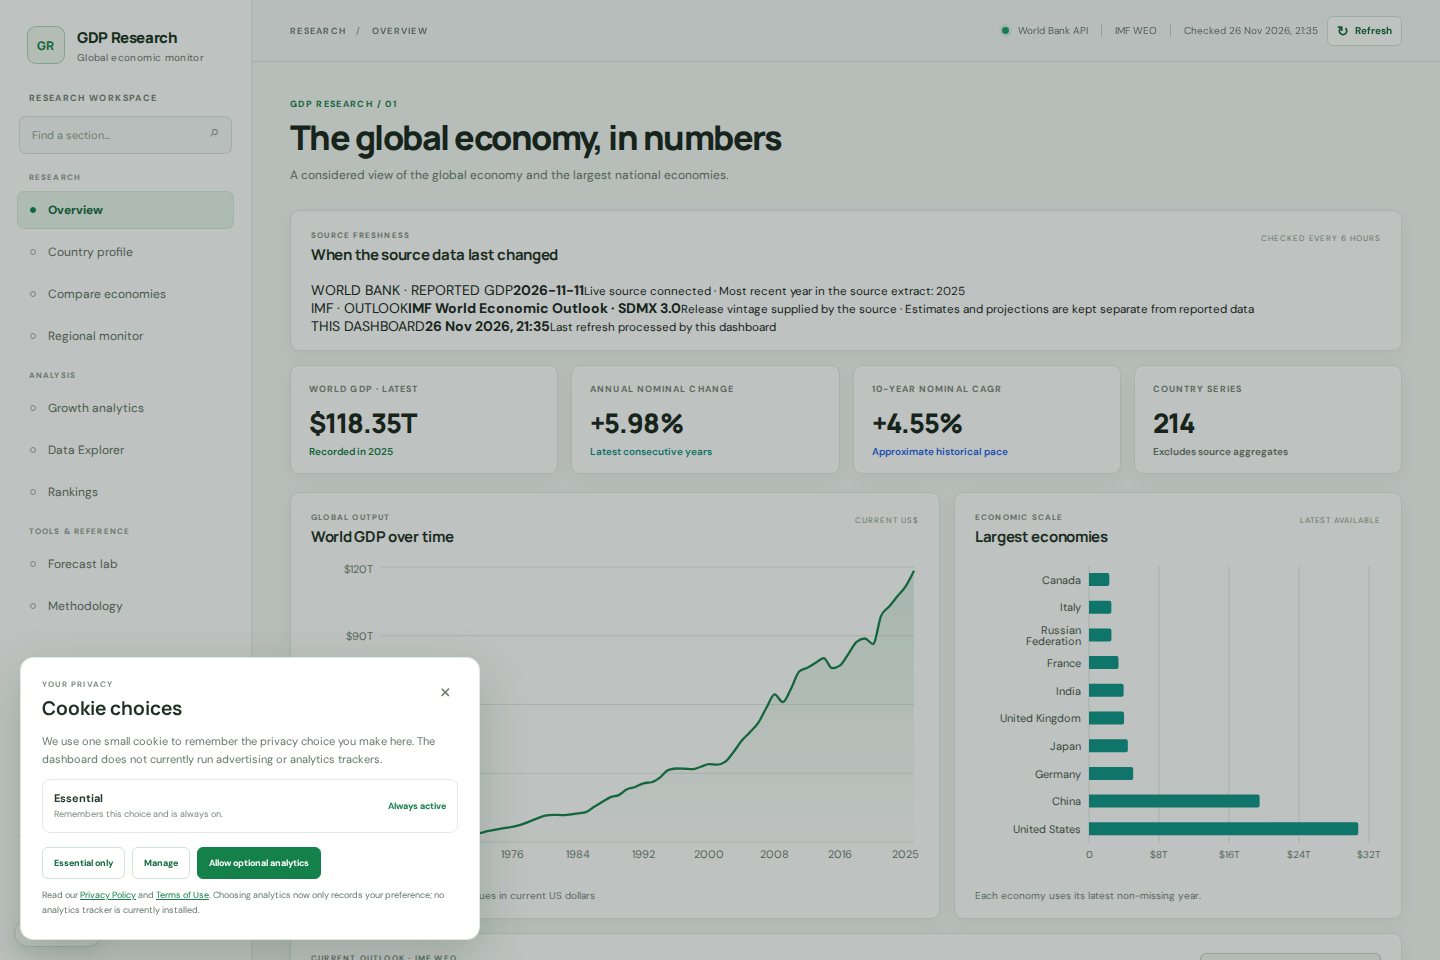 GR
GDP Research
Global economic monitor
RESEARCH WORKSPACE
Find a section...
RESEARCH
Overview
Country profile
Compare economies
Regional monitor
ANALYSIS
Growth analytics
Data Explorer
Rankings
TOOLS & REFERENCE
Forecast lab
Methodology
RESEARCH / OVERVIEW
World Bank API
IMF WEO
Checked 26 Nov 2026, 21:35
↻ Refresh
GDP RESEARCH / 01
The global economy, in numbers
A considered view of the global economy and the largest national economies.
SOURCE FRESHNESS
When the source data last changed
CHECKED EVERY 6 HOURS
WORLD BANK · REPORTED GDP2026-11-11Live source connected · Most recent year in the source extract: 2025
IMF · OUTLOOKIMF World Economic Outlook · SDMX 3.0Release vintage supplied by the source · Estimates and projections are kept separate from reported data
THIS DASHBOARD26 Nov 2026, 21:35Last refresh processed by this dashboard
WORLD GDP · LATEST
$118.35T
Recorded in 2025
ANNUAL NOMINAL CHANGE
+5.98%
Latest consecutive years
10-YEAR NOMINAL CAGR
+4.55%
Approximate historical pace
COUNTRY SERIES
214
Excludes source aggregates
GLOBAL OUTPUT
World GDP over time
CURRENT US$
$120T
$90T
1976 1984 1992 2000 2008 2016 2025
ues in current US dollars
ECONOMIC SCALE
Largest economies
LATEST AVAILABLE
Canada
Italy
Russian
Federation
France
India
United Kingdom
Japan
Germany
China
United States
0 $8T $16T $24T $32T
Each economy uses its latest non-missing year.
CURRENT OUTLOOK · IMF WEO
YOUR PRIVACY
Cookie choices
×
We use one small cookie to remember the privacy choice you make here. The
dashboard does not currently run advertising or analytics trackers.
Essential
Remembers this choice and is always on.
Always active
Essential only
Manage
Allow optional analytics
Read our Privacy Policy and Terms of Use. Choosing analytics now only records your preference; no
analytics tracker is currently installed.